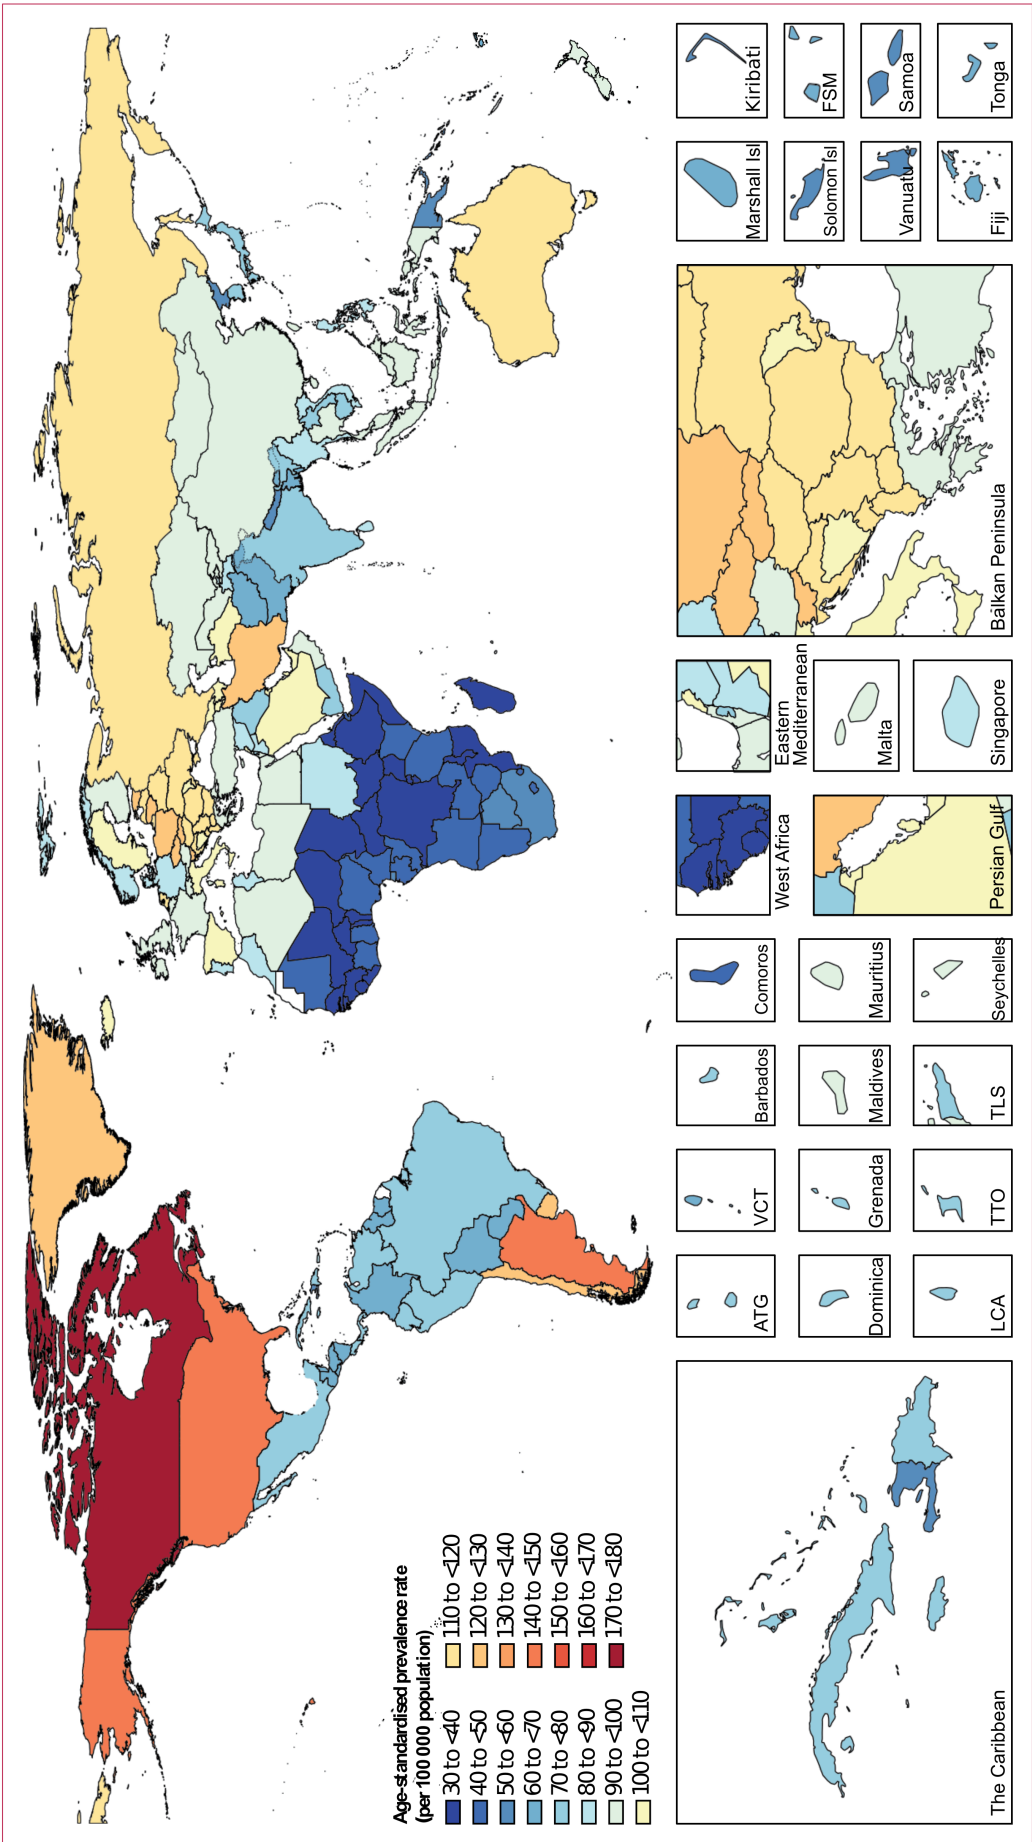 Age-standardised prevalence rate
(per 100 000 population)
30 to <40
40 to <50
50 to <60
60 to <70
70 to <80
80 to <90
90 to <100
100 to <110
110 to <120
120 to <130
130 to <140
140 to <150
150 to <160
160 to <170
170 to <180
The Caribbean
ATG
VCT
Barbados
Comoros
West Africa
Eastern
Mediterranean
Dominica
Grenada
Maldives
Mauritius
Malta
LCA
TTO
TLS
Seychelles
Persian Gulf
Singapore
Balkan Peninsula
Marshall Isl
Kiribati
Solomon Isl
FSM
Vanuatu
Samoa
Fiji
Tonga